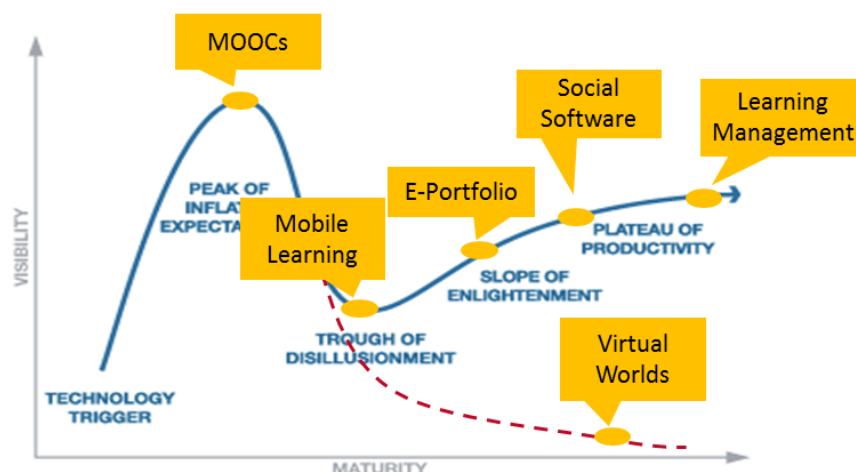 MOOCs
Social
Software
Learning
Management
PEAK OF
EXPECTA
Mobile
Learning
E-Portfolio
PLATEAU OF
PRODUCTIVITY
SLOPE OF
ENLIGHTENMENT
TROUGH OF
DISILLUSIONMENT
Virtual
Worlds
TECHNOLOGY
TRIGGER
VISIBILITY
MATURITY